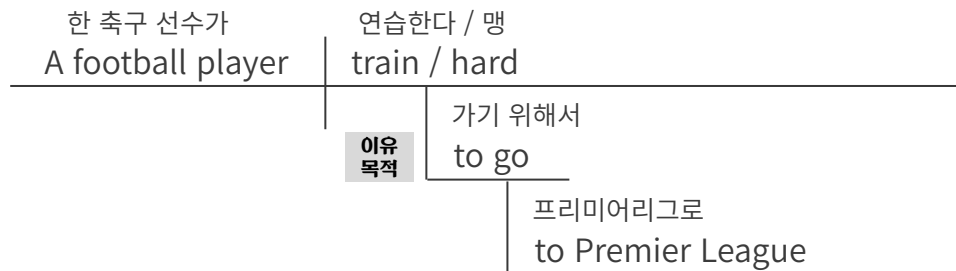 한 축구 선수가 연습한다 / 맹
A football player train / hard
가기 위해서
이유
목적
to go
프리미어리그로
to Premier League